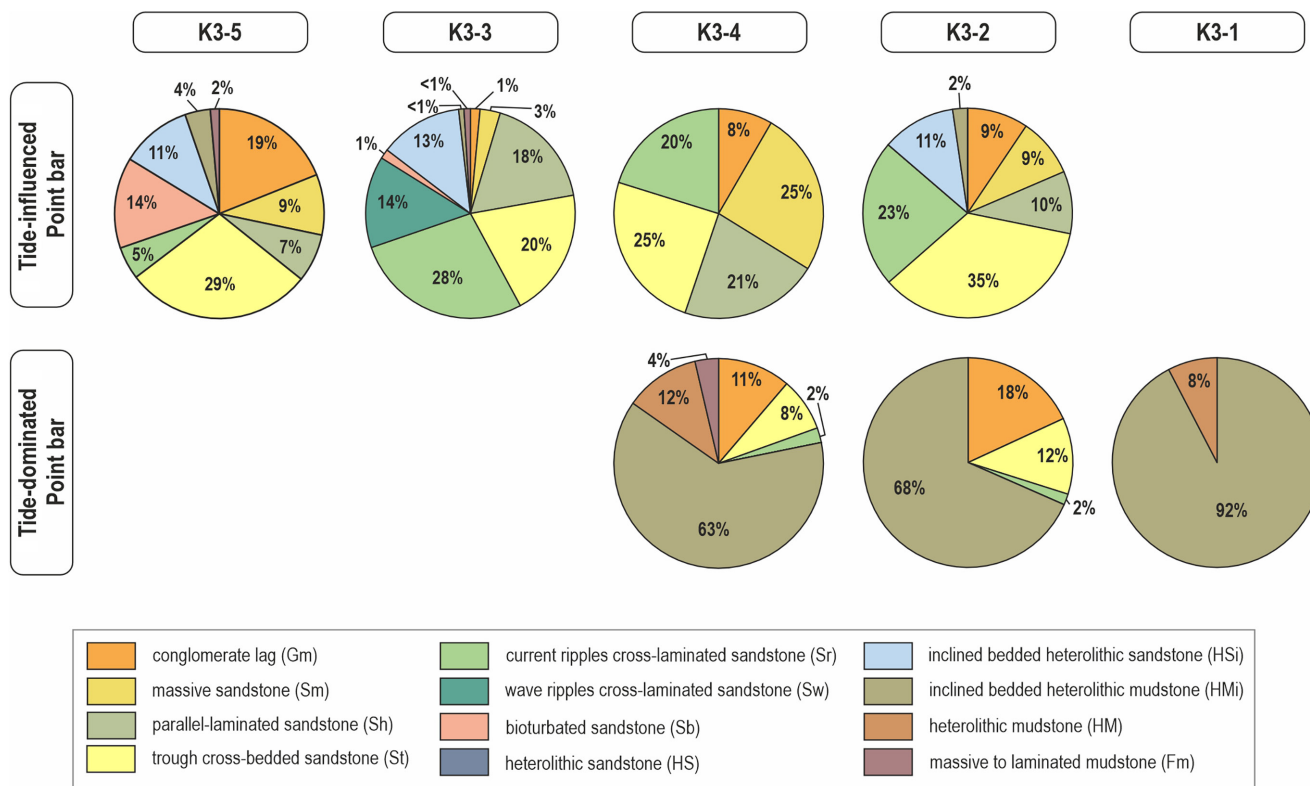 K3-5
K3-3
K3-4
K3-2
K3-1
Tide-influenced
Point bar
4%
2%
19%
11%
9%
14%
7%
5%
29%
<1%
1%
<1%
3%
13%
18%
1%
14%
20%
28%
8%
20%
25%
25%
21%
2%
9%
11%
9%
10%
23%
35%
Tide-dominated
Point bar
4%
11%
2%
12%
8%
63%
18%
12%
68%
2%
8%
92%
conglomerate lag (Gm)
massive sandstone (Sm)
parallel-laminated sandstone (Sh)
trough cross-bedded sandstone (St)
current ripples cross-laminated sandstone (Sr)
wave ripples cross-laminated sandstone (Sw)
bioturbated sandstone (Sb)
heterolithic sandstone (HS)
inclined bedded heterolithic sandstone (HSi)
inclined bedded heterolithic mudstone (HMi)
heterolithic mudstone (HM)
massive to laminated mudstone (Fm)